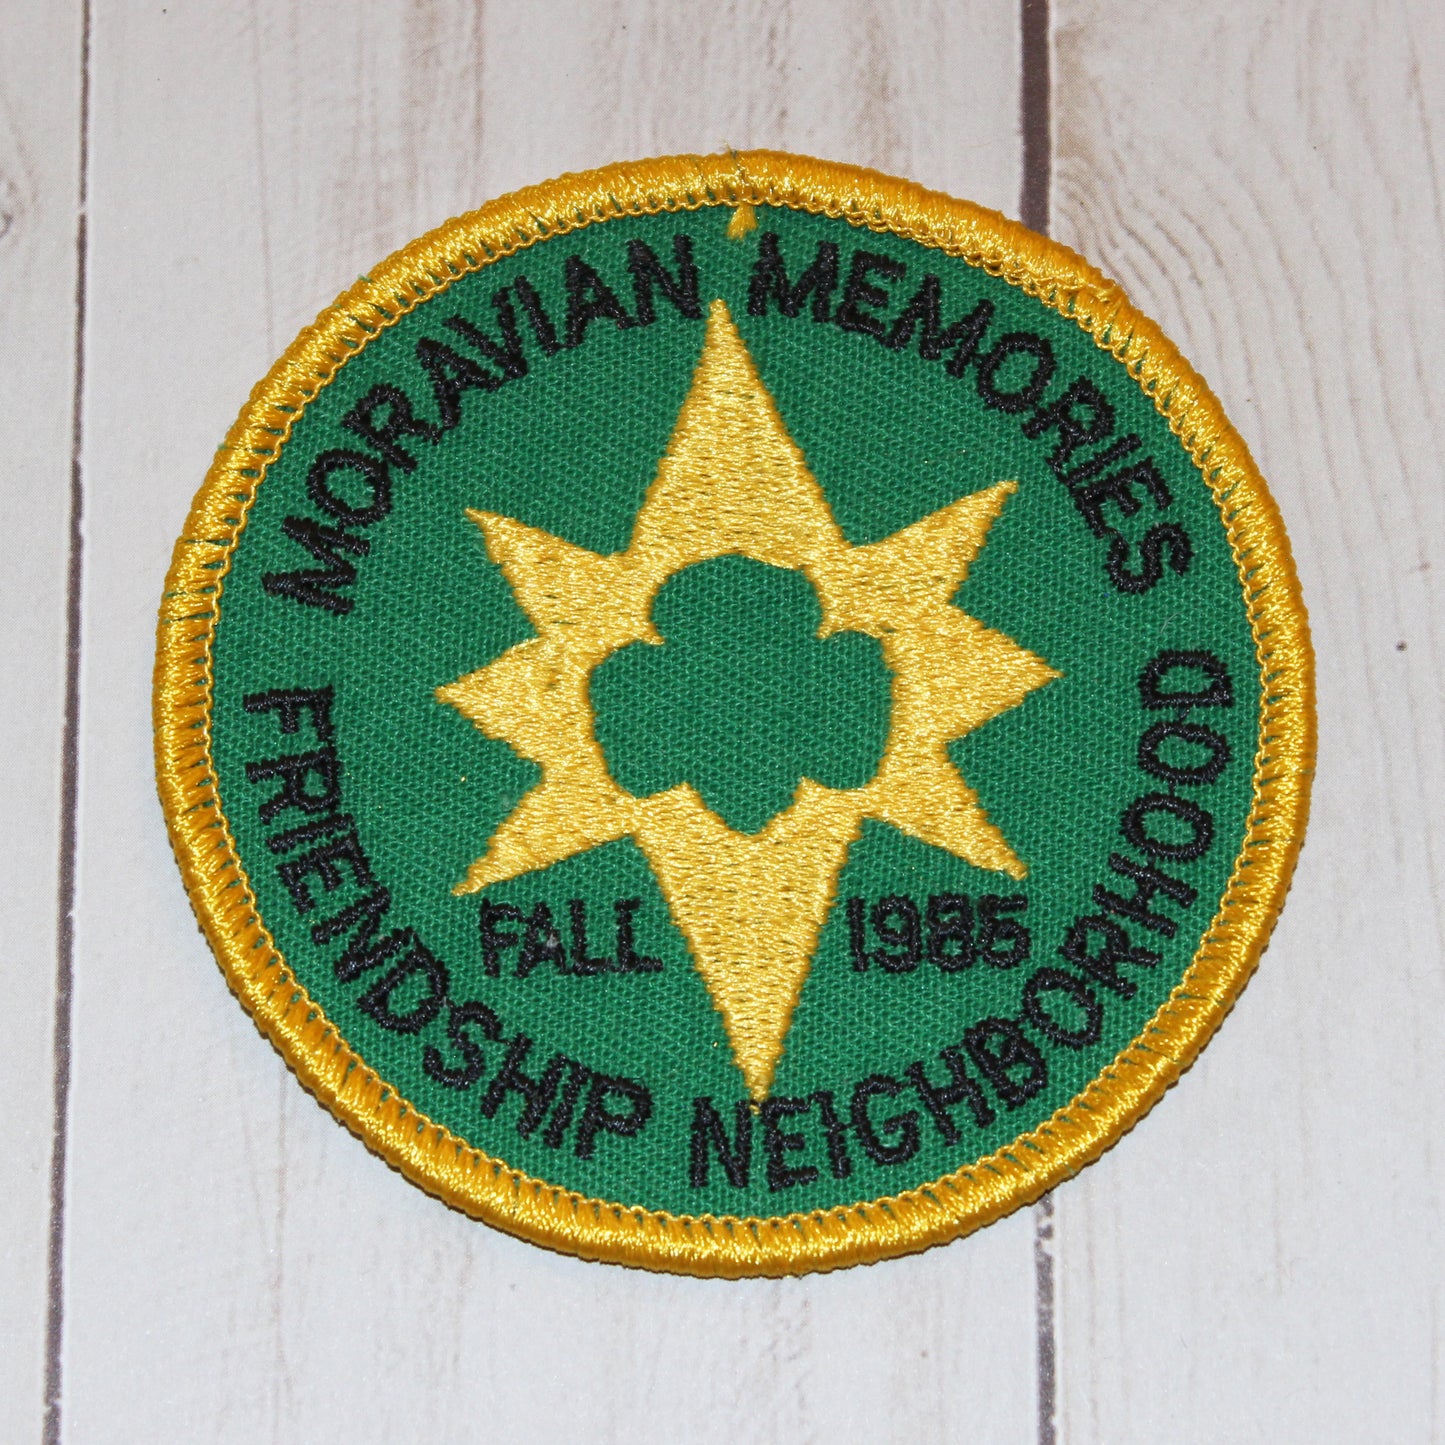 MORAVIAN MEMORIES
FALL 1985
FRIENDSHIP NEIGHBORHOOD